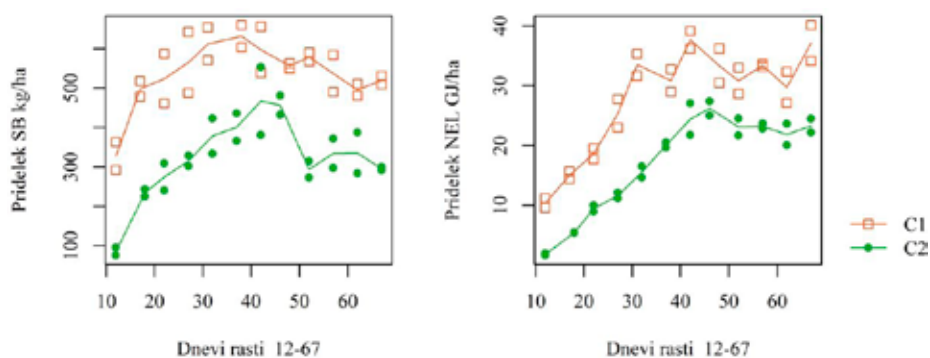 Pridelek SB kg/ha
500
300
100
10 20 30 40 50 60
Dnevi rasti 12-67
Pridelek NEL GJ/ha
40
30
20
10
10 20 30 40 50 60
Dnevi rasti 12-67
C1
C2